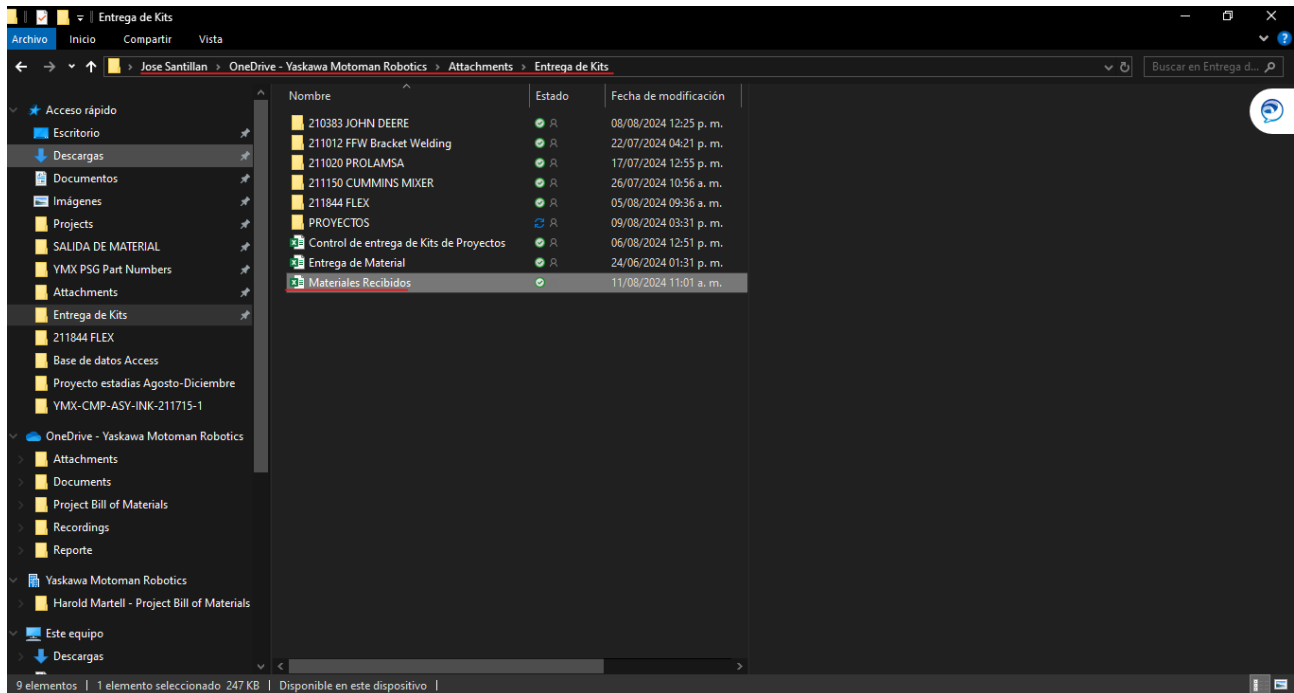 Entrega de Kits
Archivo Inicio Compartir Vista
Jose Santillan > OneDrive - Yaskawa Motoman Robotics > Attachments > Entrega de Kits
Buscar en Entrega d...
Acceso rápido
Escritorio
Descargas
Documentos
Imágenes
Projects
SALIDA DE MATERIAL
YMX PSG Part Numbers
Attachments
Entrega de Kits
211844 FLEX
Base de datos Access
Proyecto estadias Agosto-Diciembre
YMX-CMP-ASY-INK-211715-1
OneDrive - Yaskawa Motoman Robotics
Attachments
Documents
Project Bill of Materials
Recordings
Reporte
Yaskawa Motoman Robotics
Harold Martell - Project Bill of Materials
Este equipo
Descargas
Nombre Estado Fecha de modificación
210383 JOHN DEERE 08/08/2024 12:25 p. m.
211012 FFW Bracket Welding 22/07/2024 04:21 p. m.
211020 PROLAMSA 17/07/2024 12:55 p. m.
211150 CUMMINS MIXER 26/07/2024 10:56 a. m.
211844 FLEX 05/08/2024 09:36 a. m.
PROYECTOS 09/08/2024 03:31 p. m.
Control de entrega de Kits de Proyectos 06/08/2024 12:51 p. m.
Entrega de Material 24/06/2024 01:31 p. m.
Materiales Recibidos 11/08/2024 11:01 a. m.
9 elementos | 1 elemento seleccionado 247 KB | Disponible en este dispositivo |